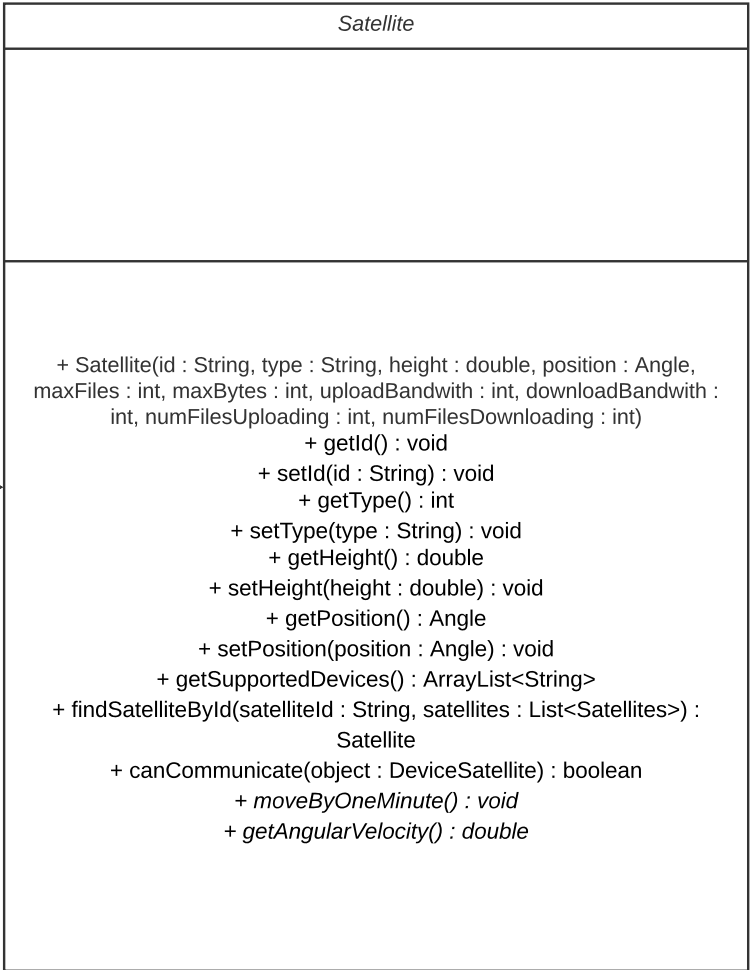 Satellite
+ Satellite(id : String, type : String, height : double, position : Angle,
maxFiles : int, maxBytes : int, uploadBandwith : int, downloadBandwith :
int, numFilesUploading : int, numFilesDownloading : int)
+ getId() : void
+ setId(id : String) : void
+ getType() : int
+ setType(type : String) : void
+ getHeight() : double
+ setHeight(height : double) : void
+ getPosition() : Angle
+ setPosition(position : Angle) : void
+ getSupportedDevices() : ArrayList<String>
+ findSatelliteById(satelliteId : String, satellites : List<Satellites>) :
Satellite
+ canCommunicate(object : DeviceSatellite) : boolean
+ moveByOneMinute() : void
+ getAngularVelocity() : double